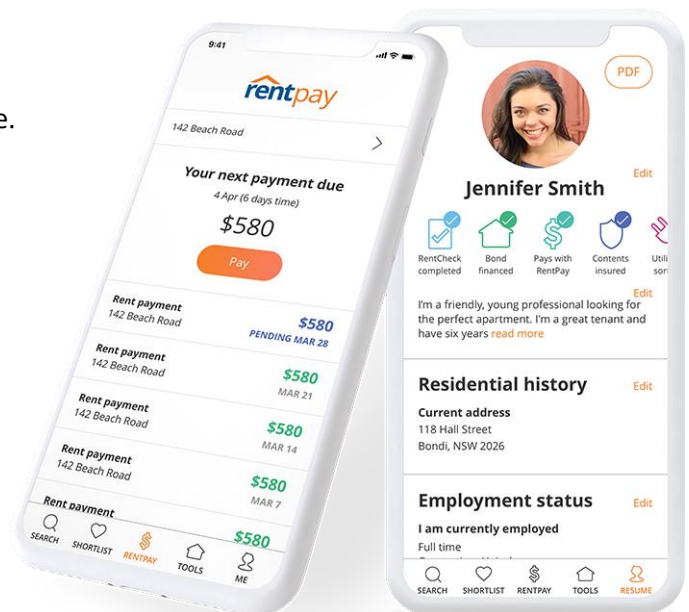 e.
9:41
rentpay
142 Beach Road
Your next payment due
4 Apr (6 days time)
$580
Pay
Rent payment
142 Beach Road
$580
PENDING MAR 28
Rent payment
142 Beach Road
$580
MAR 21
Rent payment
142 Beach Road
$580
MAR 14
Rent payment
142 Beach Road
$580
MAR 7
Rent payment
$580
SEARCH
SHORTLIST
RENTPAY
TOOLS
ME
PDF
Edit
Jennifer Smith
RentCheck
completed
Bond
financed
Pays with
RentPay
Contents
insured
Utili
sor
Edit
I'm a friendly, young professional looking for
the perfect apartment. I'm a great tenant and
have six years read more
Residential history
Edit
Current address
118 Hall Street
Bondi, NSW 2026
Employment status
Edit
I am currently employed
Full time
SEARCH
SHORTLIST
RENTPAY
TOOLS
RESUME